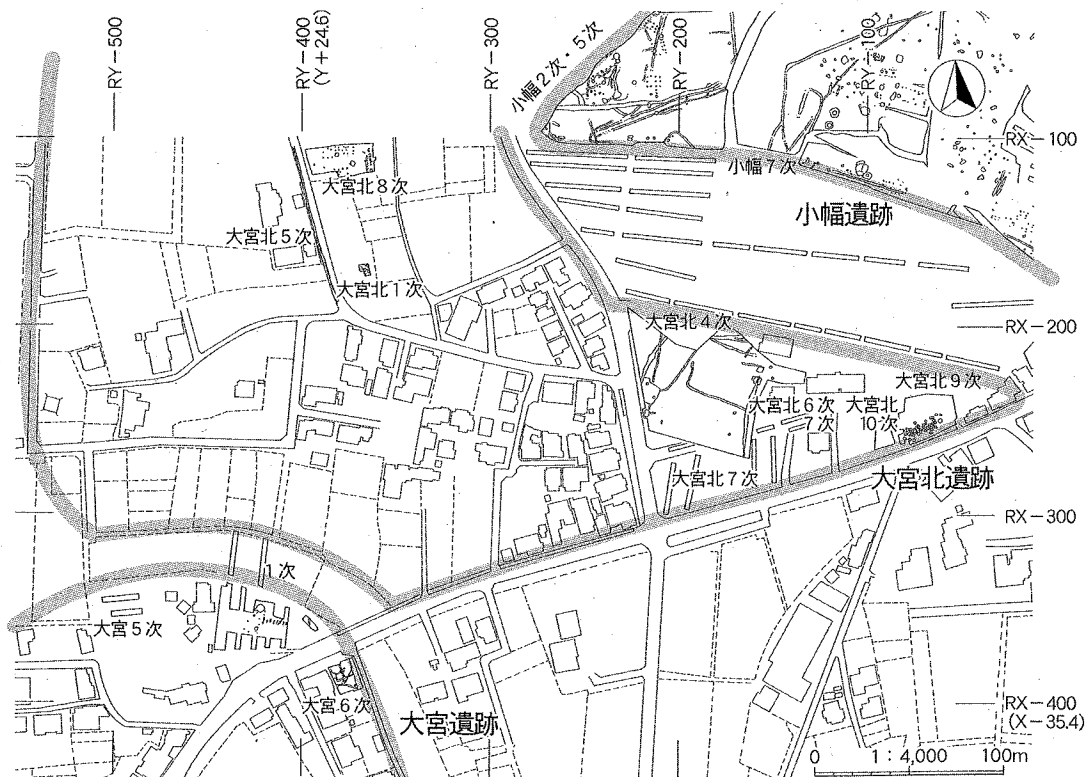 RY-500
RY-400
(Y+24.6)
RY-300
小幅2次・5次
RY-200
RY-100
RX-100
小幅7次
小幅遺跡
大宮北8次
大宮北5次
大宮北1次
大宮北4次
RX-200
大宮北9次
大宮北6次
7次
大宮北
10次
大宮北7次
大宮北遺跡
RX-300
1次
大宮5次
大宮6次
大宮遺跡
RX-400
(X-35.4)
0 1:4,000 100m